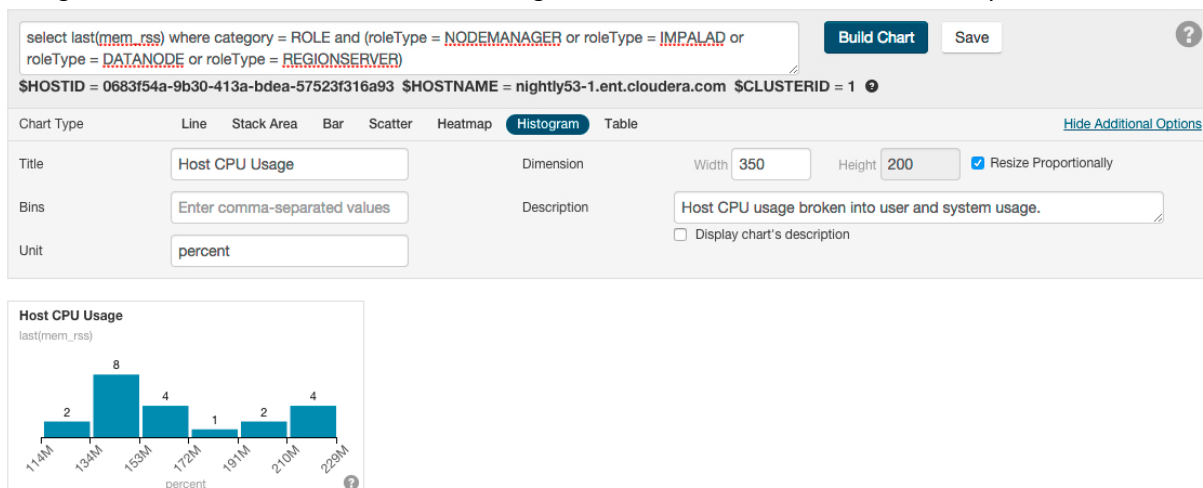 select last(mem_rss) where category = ROLE and (roleType = NODEMANAGER or roleType = IMPALAD or
roleType = DATANODE or roleType = REGIONSERVER)
Build Chart
Save
?
$HOSTID = 0683f54a-9b30-413a-bdea-57523f316a93 $HOSTNAME = nightly53-1.ent.cloudera.com $CLUSTERID = 1 ?
Chart Type Line Stack Area Bar Scatter Heatmap Histogram Table Hide Additional Options
Title Host CPU Usage Dimension Width 350 Height 200 Resize Proportionally
Bins Enter comma-separated values Description Host CPU usage broken into user and system usage.
Display chart's description
Unit percent
Host CPU Usage
last(mem_rss)
2 8 4 1 2 4
114M 134M 153M 172M 191M 210M 229M
percent ?